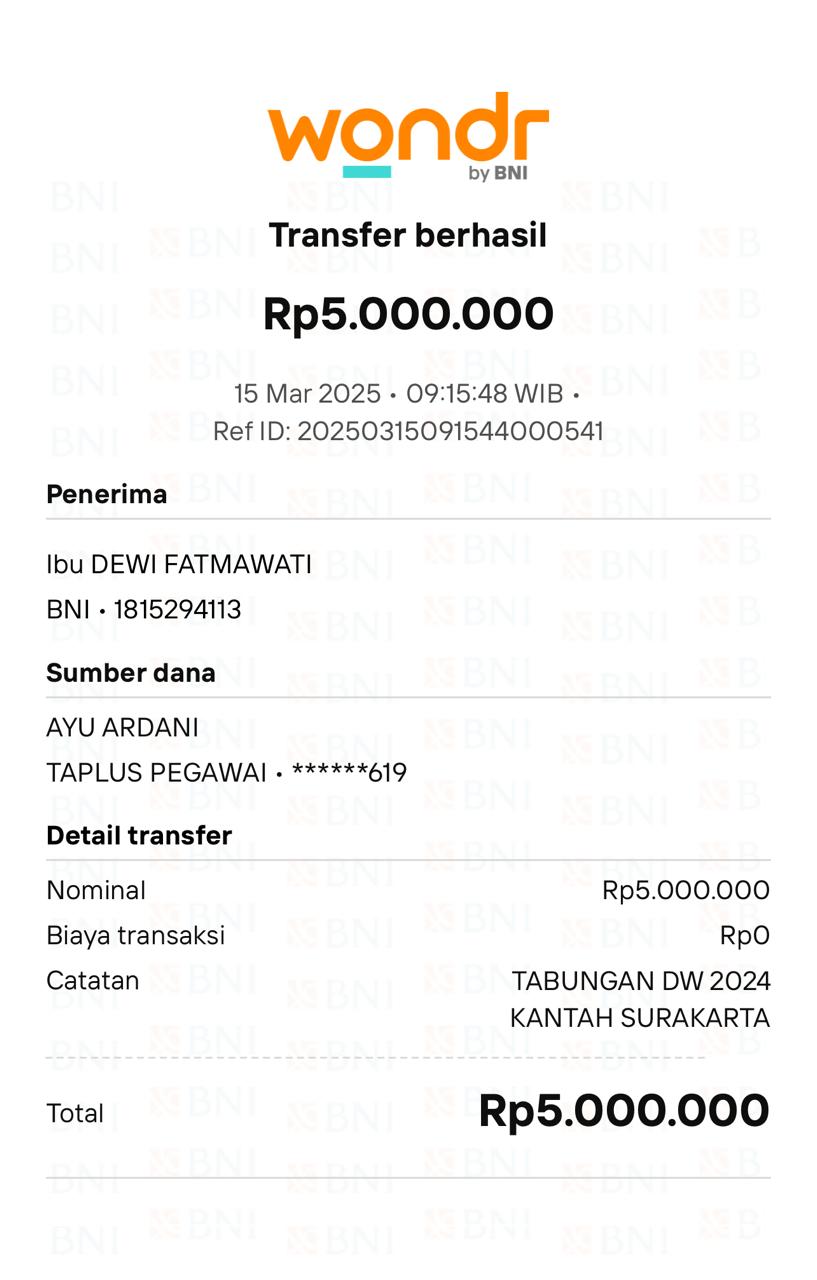 wondr
by BNI
Transfer berhasil
Rp5.000.000
15 Mar 2025 • 09:15:48 WIB •
Ref ID: 20250315091544000541
Penerima
Ibu DEWI FATMAWATI
BNI • 1815294113
Sumber dana
AYU ARDANI
TAPLUS PEGAWAI • ******619
Detail transfer
Nominal Rp5.000.000
Biaya transaksi Rp0
Catatan TABUNGAN DW 2024
KANTAH SURAKARTA
Total Rp5.000.000